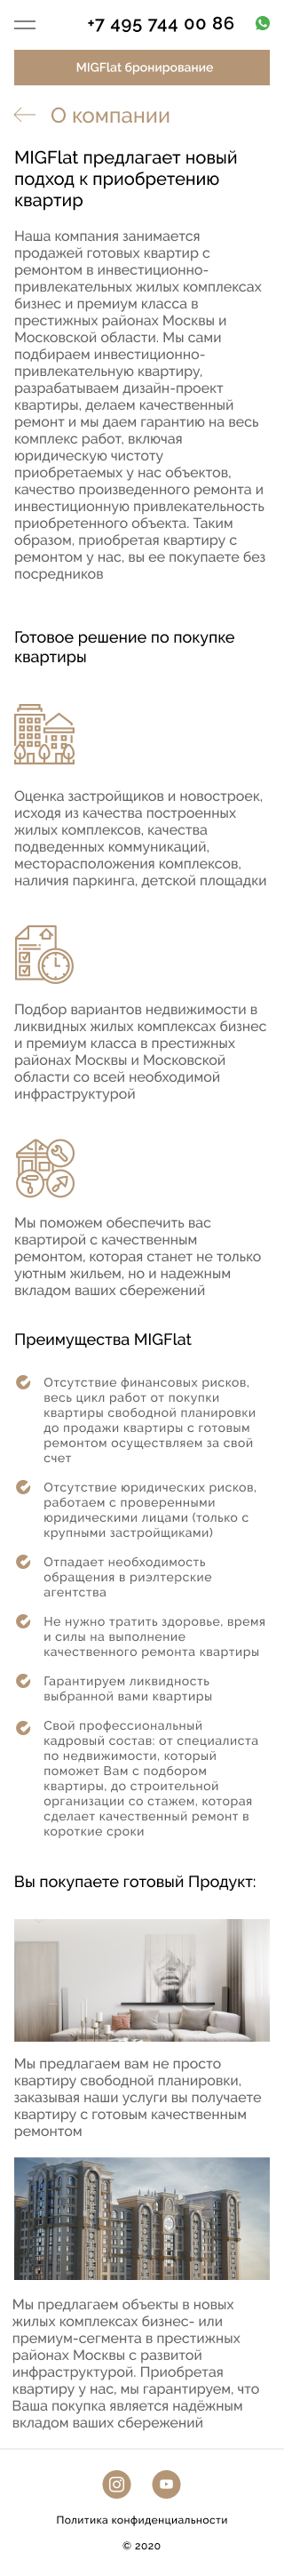 +7 495 744 00 86
MIGFlat бронирование
О компании
MIGFlat предлагает новый
подход к приобретению
квартир
Наша компания занимается
продажей готовых квартир с
ремонтом в инвестиционно-
привлекательных жилых комплексах
бизнес и премиум класса в
престижных районах Москвы и
Московской области. Мы сами
подбираем инвестиционно-
привлекательную квартиру,
разрабатываем дизайн-проект
квартиры, делаем качественный
ремонт и мы даем гарантию на весь
комплекс работ, включая
юридическую чистоту
приобретаемых у нас объектов,
качество произведенного ремонта и
инвестиционную привлекательность
приобретенного объекта. Таким
образом, приобретая квартиру с
ремонтом у нас, вы ее покупаете без
посредников
Готовое решение по покупке
квартиры
Оценка застройщиков и новостроек,
исходя из качества построенных
жилых комплексов, качества
подведенных коммуникаций,
месторасположения комплексов,
наличия паркинга, детской площадки
Подбор вариантов недвижимости в
ликвидных жилых комплексах бизнес
и премиум класса в престижных
районах Москвы и Московской
области со всей необходимой
инфраструктурой
Мы поможем обеспечить вас
квартирой с качественным
ремонтом, которая станет не только
уютным жильем, но и надежным
вкладом ваших сбережений
Преимущества MIGFlat
Отсутствие финансовых рисков,
весь цикл работ от покупки
квартиры свободной планировки
до продажи квартиры с готовым
ремонтом осуществляем за свой
счет
Отсутствие юридических рисков,
работаем с проверенными
юридическими лицами (только с
крупными застройщиками)
Отпадает необходимость
обращения в риэлтерские
агентства
Не нужно тратить здоровье, время
и силы на выполнение
качественного ремонта квартиры
Гарантируем ликвидность
выбранной вами квартиры
Свой профессиональный
кадровый состав: от специалиста
по недвижимости, который
поможет Вам с подбором
квартиры, до строительной
организации со стажем, которая
сделает качественный ремонт в
короткие сроки
Вы покупаете готовый Продукт:
Мы предлагаем вам не просто
квартиру свободной планировки,
заказывая наши услуги вы получаете
квартиру с готовым качественным
ремонтом
Мы предлагаем объекты в новых
жилых комплексах бизнес- или
премиум-сегмента в престижных
районах Москвы с развитой
инфраструктурой. Приобретая
квартиру у нас, мы гарантируем, что
Ваша покупка является надёжным
вкладом ваших сбережений
Политика конфиденциальности
© 2020